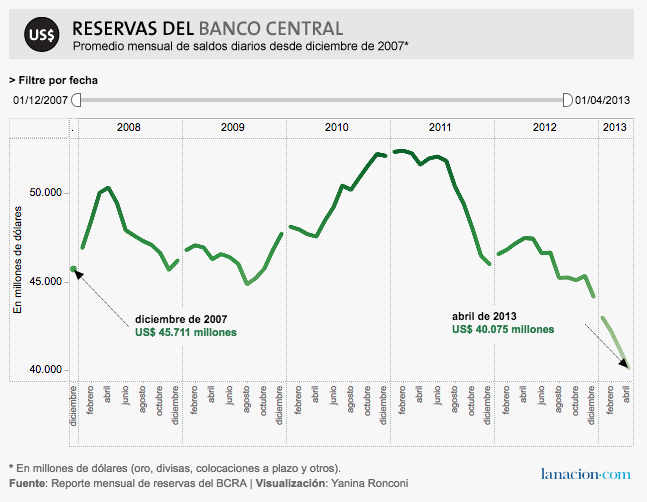 US$
RESERVAS DEL BANCO CENTRAL
Promedio mensual de saldos diarios desde diciembre de 2007*
> Filtre por fecha
01/12/2007 01/04/2013
. 2008 2009 2010 2011 2012 2013
En millones de dólares
50.000
45.000
40.000
diciembre de 2007
US$ 45.711 millones
abril de 2013
US$ 40.075 millones
diciembre febrero abril junio agosto octubre diciembre febrero abril junio agosto octubre diciembre febrero abril junio agosto octubre diciembre febrero abril junio agosto octubre diciembre febrero abril junio agosto octubre diciembre febrero abril
* En millones de dólares (oro, divisas, colocaciones a plazo y otros).
Fuente: Reporte mensual de reservas del BCRA | Visualización: Yanina Ronconi
lanacion.com